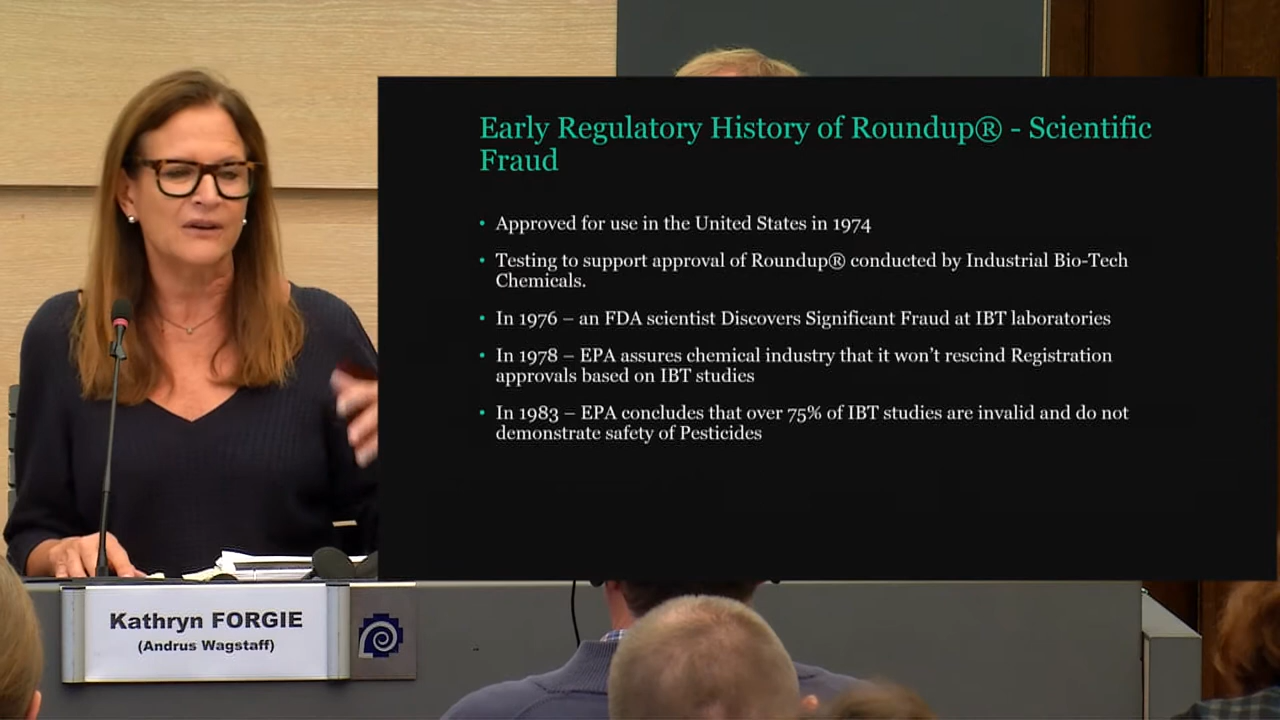 Early Regulatory History of Roundup® - Scientific
Fraud
• Approved for use in the United States in 1974
• Testing to support approval of Roundup® conducted by Industrial Bio-Tech
Chemicals.
• In 1976 – an FDA scientist Discovers Significant Fraud at IBT laboratories
• In 1978 – EPA assures chemical industry that it won't rescind Registration
approvals based on IBT studies
• In 1983 – EPA concludes that over 75% of IBT studies are invalid and do not
demonstrate safety of Pesticides
Kathryn FORGIE
(Andrus Wagstaff)